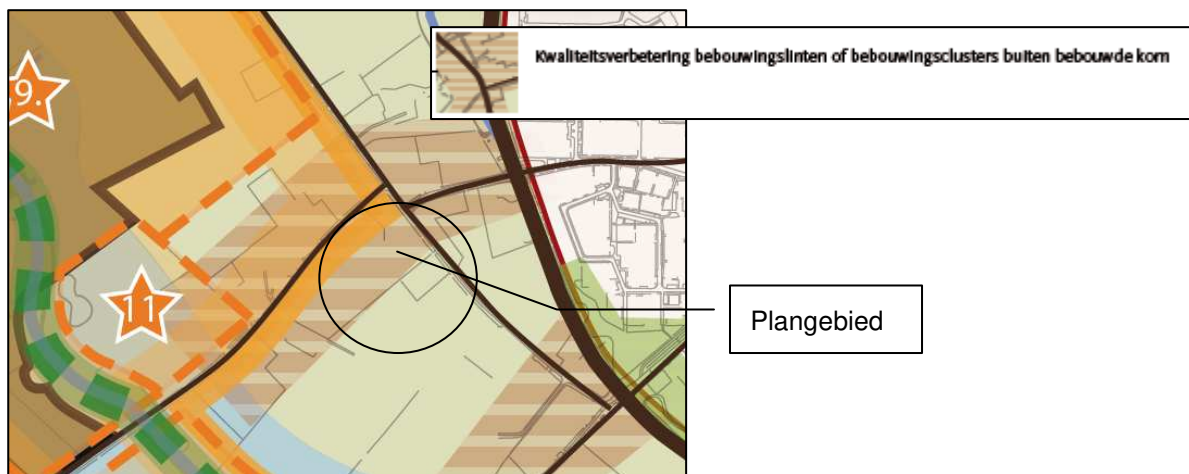 Kwaliteitsverbetering bebouwingslinten of bebouwingsclusters buiten bebouwde kom
9.
11
Plangebied